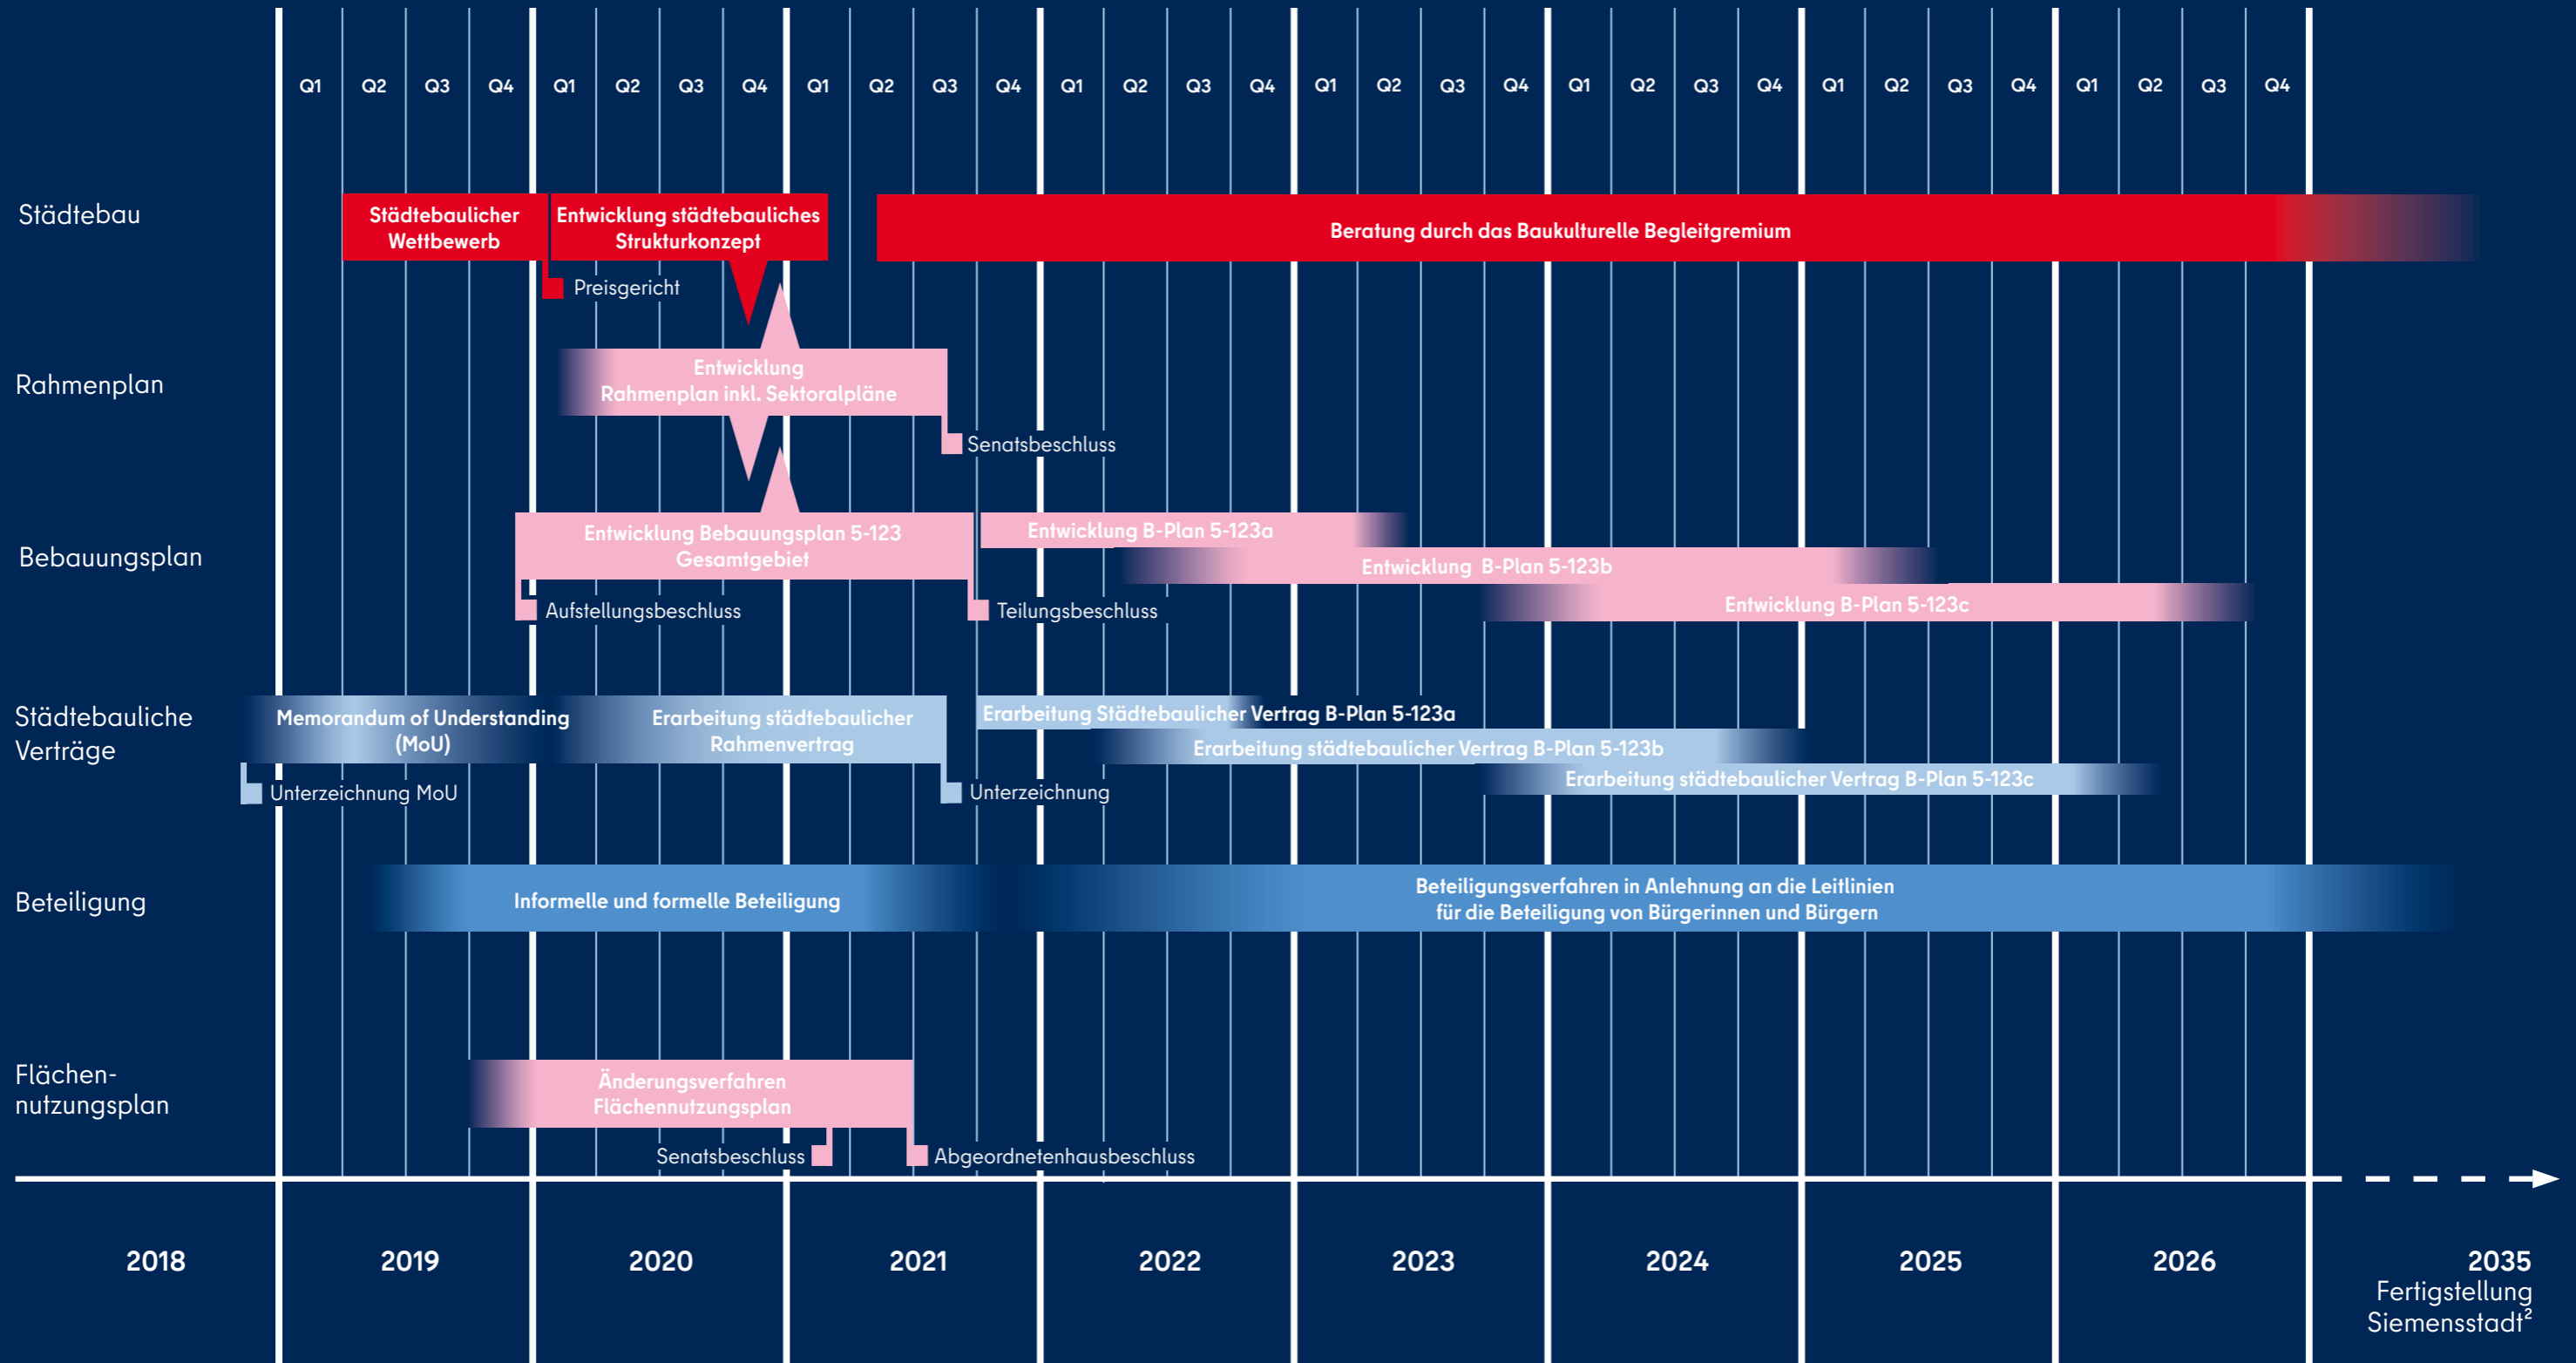 Q1 Q2 Q3 Q4 Q1 Q2 Q3 Q4 Q1 Q2 Q3 Q4 Q1 Q2 Q3 Q4 Q1 Q2 Q3 Q4 Q1 Q2 Q3 Q4 Q1 Q2 Q3 Q4 Q1 Q2 Q3 Q4
Städtebau
Städtebaulicher
Wettbewerb
Entwicklung städtebauliches
Strukturkonzept
Beratung durch das Baukulturelle Begleitgremium
Preisgericht
Rahmenplan
Entwicklung
Rahmenplan inkl. Sektoralpläne
Senatsbeschluss
Bebauungsplan
Entwicklung Bebauungsplan 5-123
Gesamtgebiet
Entwicklung B-Plan 5-123a
Entwicklung B-Plan 5-123b
Entwicklung B-Plan 5-123c
Aufstellungsbeschluss
Teilungsbeschluss
Städtebauliche
Verträge
Memorandum of Understanding
(MoU)
Erarbeitung städtebaulicher
Rahmenvertrag
Erarbeitung Städtebaulicher Vertrag B-Plan 5-123a
Erarbeitung städtebaulicher Vertrag B-Plan 5-123b
Erarbeitung städtebaulicher Vertrag B-Plan 5-123c
Unterzeichnung MoU
Unterzeichnung
Beteiligung
Informelle und formelle Beteiligung
Beteiligungsverfahren in Anlehnung an die Leitlinien
für die Beteiligung von Bürgerinnen und Bürgern
Flächen-
nutzungsplan
Änderungsverfahren
Flächennutzungsplan
Senatsbeschluss
Abgeordnetenhausbeschluss
2018 2019 2020 2021 2022 2023 2024 2025 2026 2035
Fertigstellung
Siemensstadt²